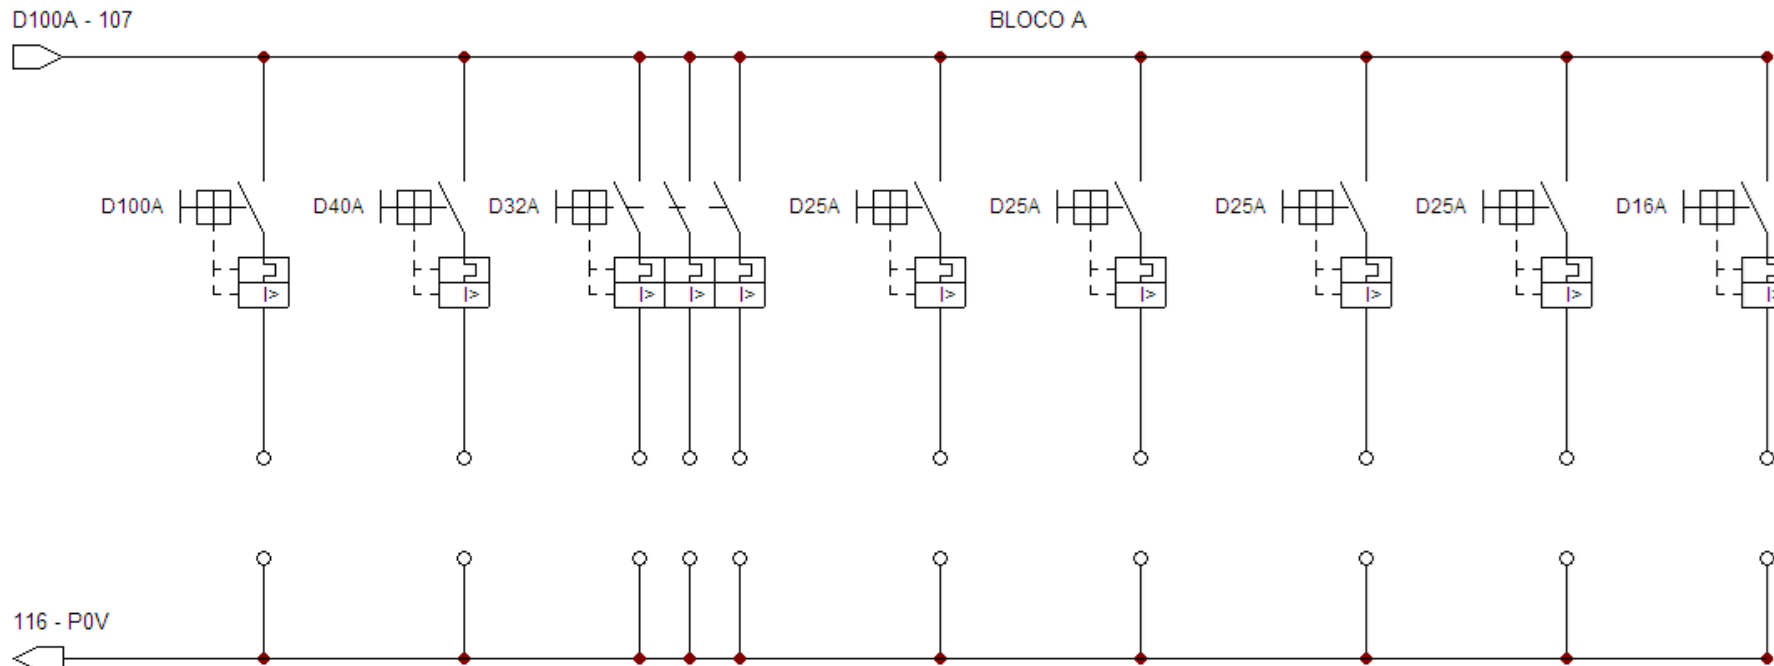 D100A - 107
BLOCO A
D100A
D40A
D32A
D25A
D25A
D25A
D25A
D16A
I>
I>
I>
I>
I>
I>
I>
I>
I>
I>
116 - P0V